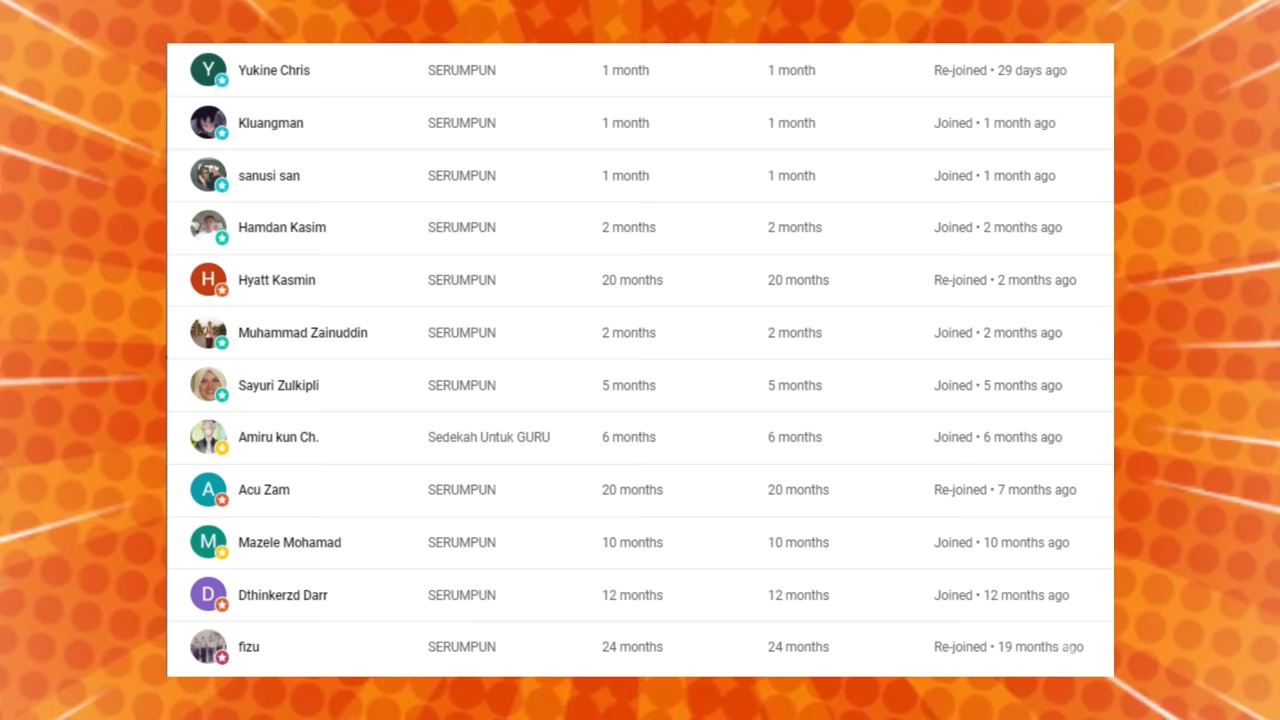 Y Yukine Chris SERUMPUN 1 month 1 month Re-joined • 29 days ago
Kluangman SERUMPUN 1 month 1 month Joined • 1 month ago
sanusi san SERUMPUN 1 month 1 month Joined • 1 month ago
Hamdan Kasim SERUMPUN 2 months 2 months Joined • 2 months ago
H Hyatt Kasmin SERUMPUN 20 months 20 months Re-joined • 2 months ago
Muhammad Zainuddin SERUMPUN 2 months 2 months Joined • 2 months ago
Sayuri Zulkipli SERUMPUN 5 months 5 months Joined • 5 months ago
Amiru kun Ch. Sedekah Untuk GURU 6 months 6 months Joined • 6 months ago
A Acu Zam SERUMPUN 20 months 20 months Re-joined • 7 months ago
M Mazele Mohamad SERUMPUN 10 months 10 months Joined • 10 months ago
D Dthinkerzd Darr SERUMPUN 12 months 12 months Joined • 12 months ago
fizu SERUMPUN 24 months 24 months Re-joined • 19 months ago